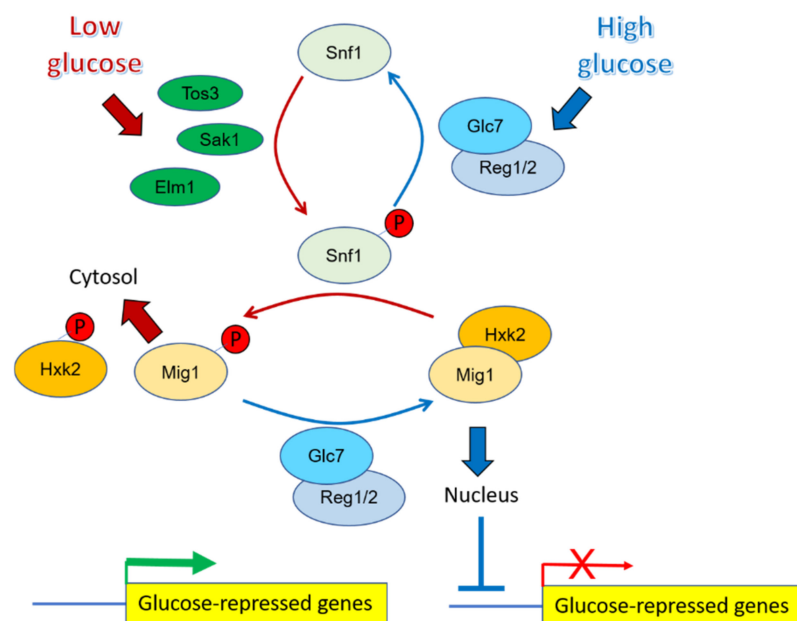 Low
glucose
Snf1
High
glucose
Tos3
Sak1
Elm1
Glc7
Reg1/2
P
Snf1
Cytosol
P
Hxk2
P
Mig1
Hxk2
Mig1
Glc7
Reg1/2
Nucleus
X
Glucose-repressed genes
Glucose-repressed genes